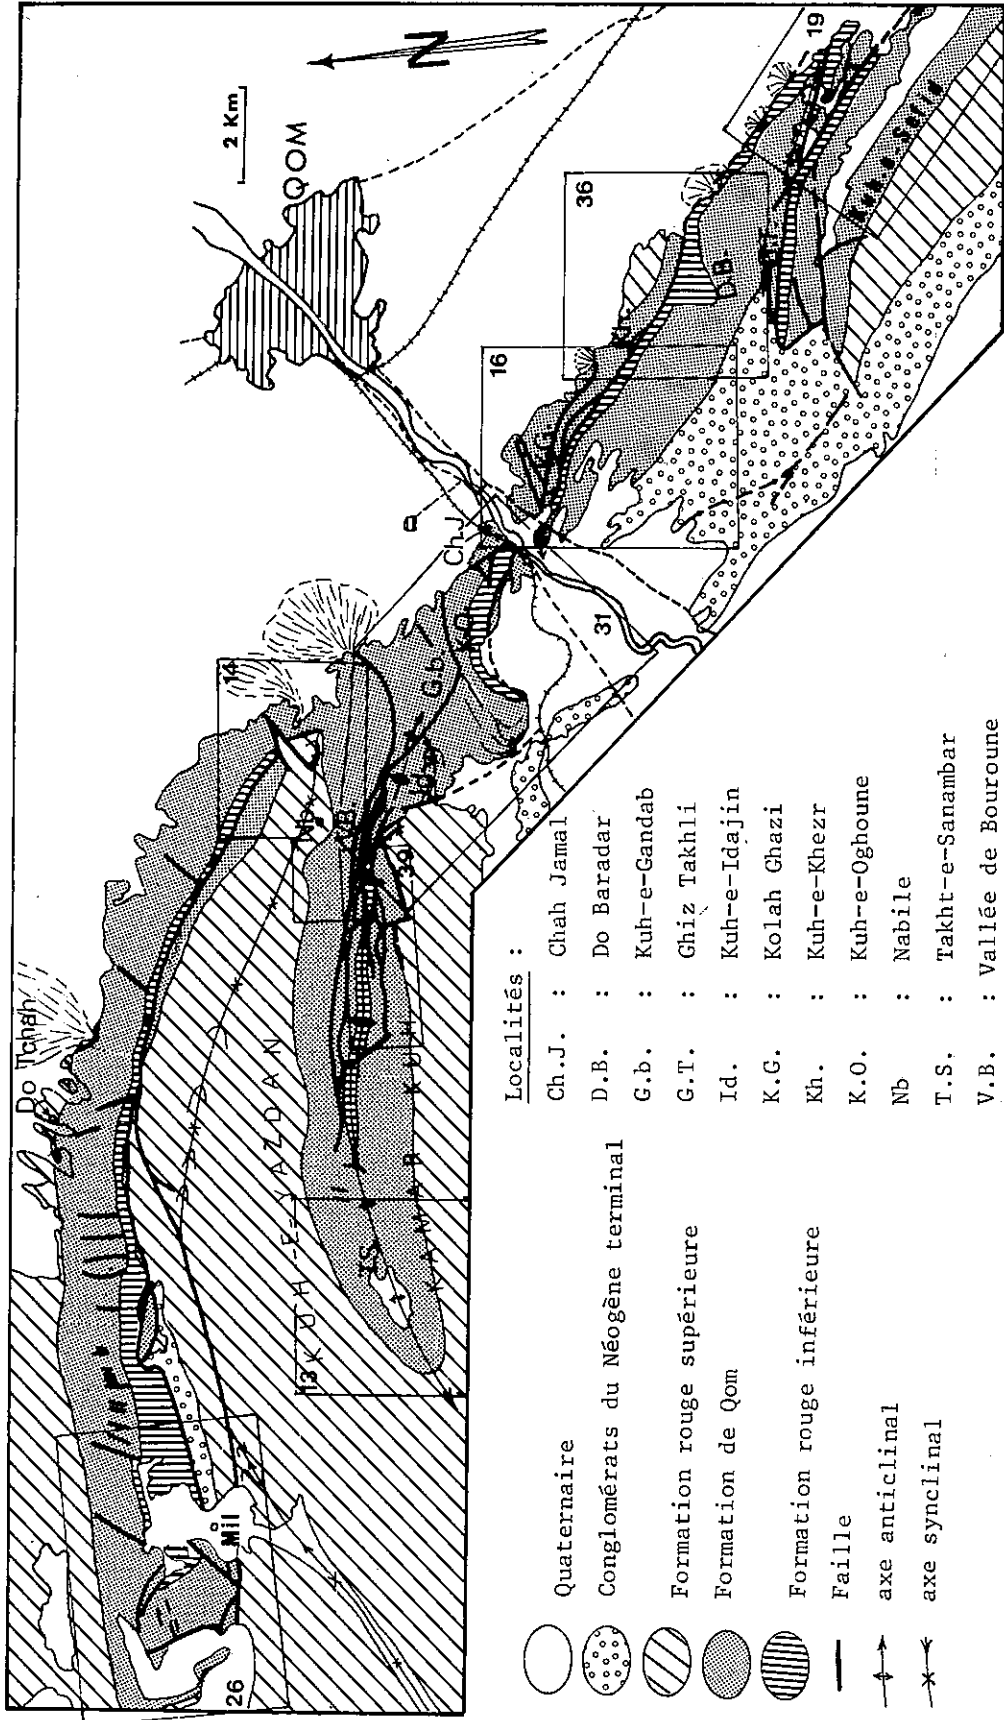 N
2 Km
QOM
Do Tchah
14
36
16
19
Ch.J
K.G.
Kh.
D.B.
Kuh-e-Sefid
G.b.
K.O.
31
Nb
V.B.
39
KUH-E-YAZDAN
T.S.
KAMAR KUH
13
Mil
26
Quaternaire
Conglomérats du Néogène terminal
Formation rouge supérieure
Formation de Qom
Formation rouge inférieure
Faille
axe anticlinal
axe synclinal
Localités :
Ch.J. : Chah Jamal
D.B. : Do Baradar
G.b. : Kuh-e-Gandab
G.T. : Ghiz Takhli
Id. : Kuh-e-Idajin
K.G. : Kolah Ghazi
Kh. : Kuh-e-Khezr
K.O. : Kuh-e-Oghoune
Nb : Nabile
T.S. : Takht-e-Sanambar
V.B. : Vallée de Bouroune